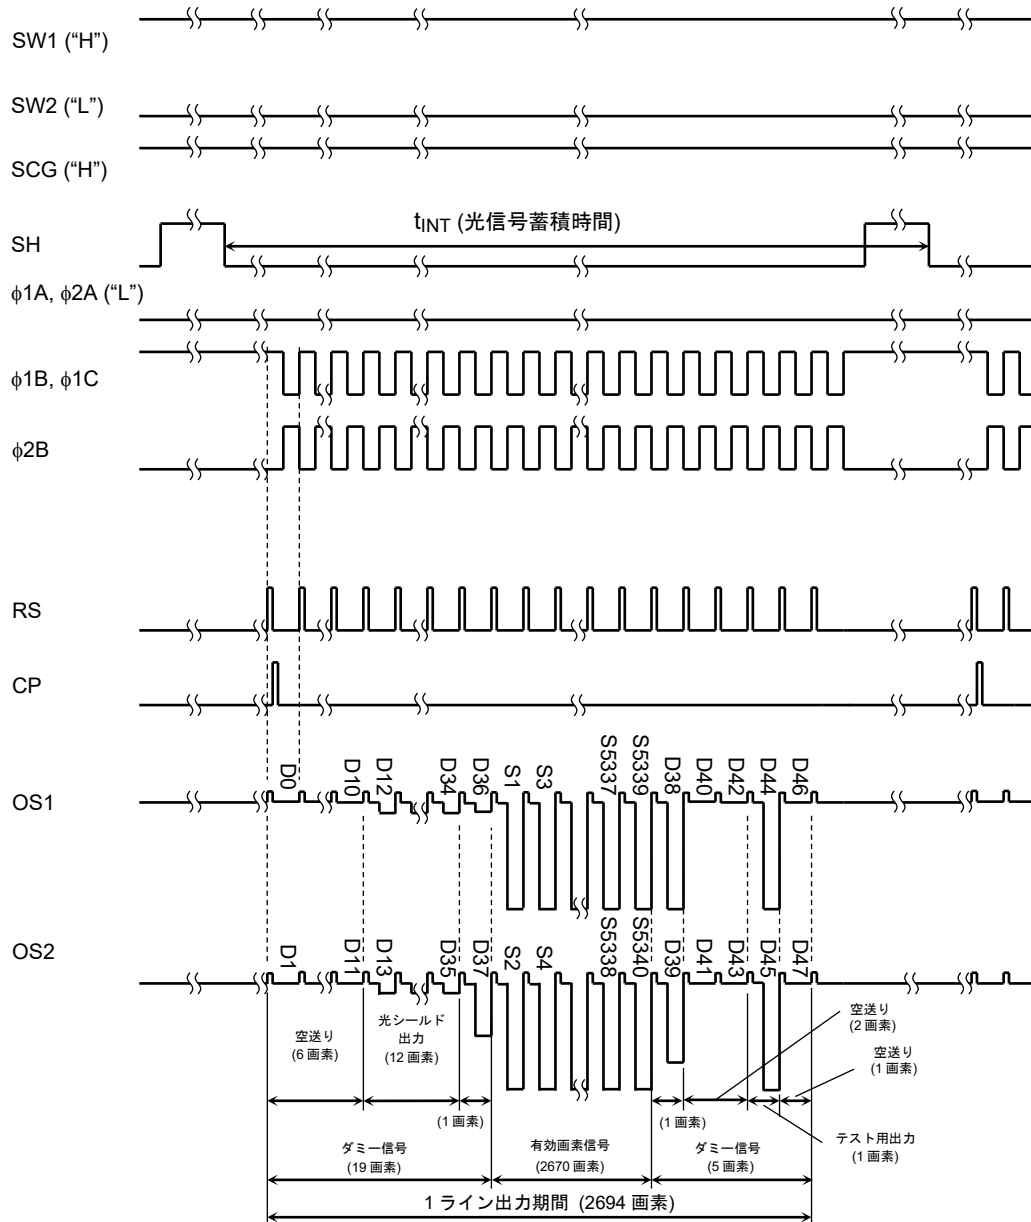 SW1 (“H”)
SW2 (“L”)
SCG (“H”)
SH
tINT (光信号蓄積時間)
ϕ1A, ϕ2A (“L”)
ϕ1B, ϕ1C
ϕ2B
RS
CP
OS1
D0
D10
D12
D34
D36
S1
S3
S5337
S5339
D38
D40
D42
D44
D46
OS2
D1
D11
D13
D35
D37
S2
S4
S5338
S5340
D39
D41
D43
D45
D47
空送り
(6 画素)
光シールド
出力
(12 画素)
(1 画素)
(1 画素)
空送り
(2 画素)
空送り
(1 画素)
テスト用出力
(1 画素)
ダミー信号
(19 画素)
有効画素信号
(2670 画素)
ダミー信号
(5 画素)
1 ライン出力期間 (2694 画素)